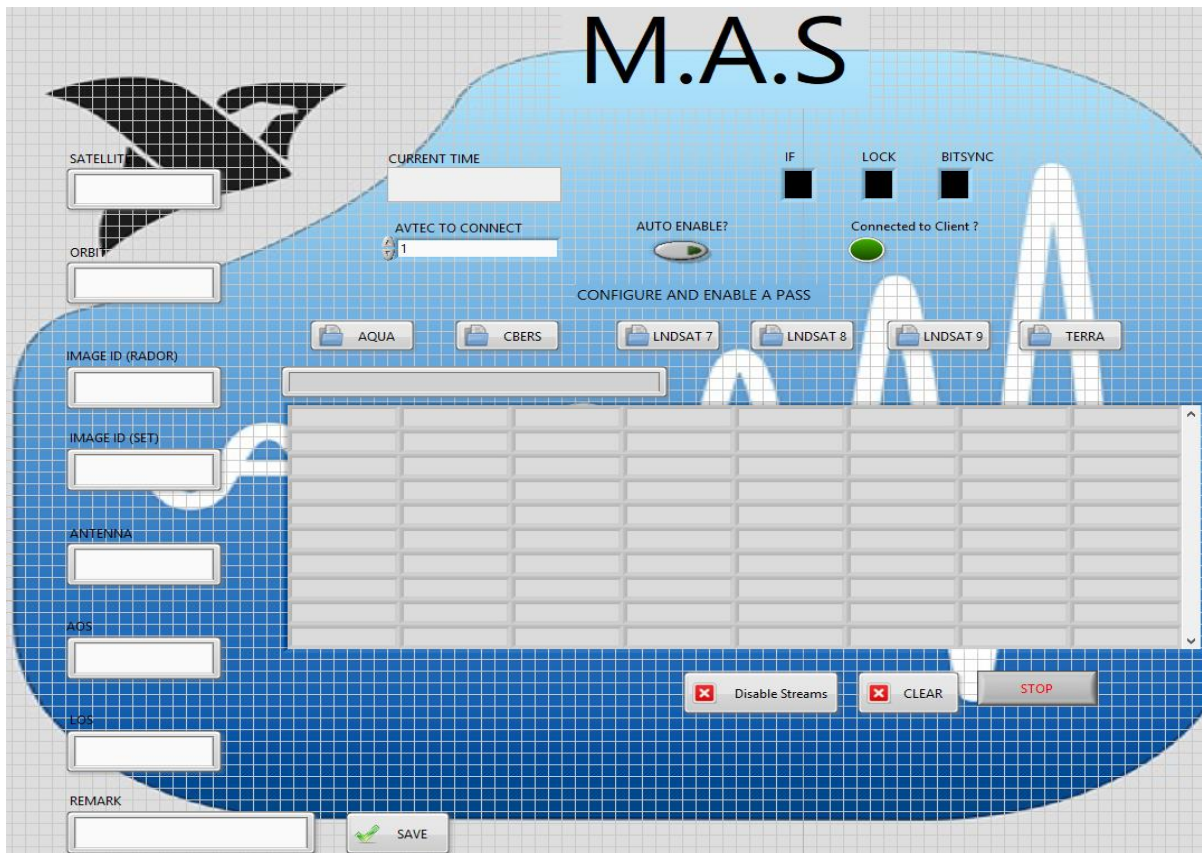 M.A.S
SATELLITE
CURRENT TIME
IF
LOCK
BITSYNC
AVTEC TO CONNECT
1
AUTO ENABLE?
Connected to Client ?
ORBIT
CONFIGURE AND ENABLE A PASS
AQUA
CBERS
LNDSAT 7
LNDSAT 8
LNDSAT 9
TERRA
IMAGE ID (RADOR)
IMAGE ID (SET)
ANTENNA
AOS
Disable Streams
CLEAR
STOP
LOS
REMARK
SAVE